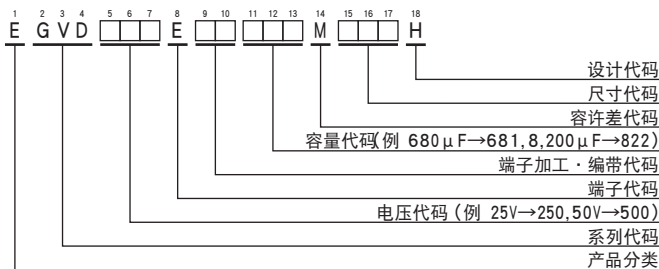 1 2 3 4 5 6 7 8 9 10 11 12 13 14 15 16 17 18
E G V D E M H
设计代码
尺寸代码
容许差代码
容量代码(例 680μF→681,8,200μF→822)
端子加工・编带代码
端子代码
电压代码(例 25V→250,50V→500)
系列代码
产品分类